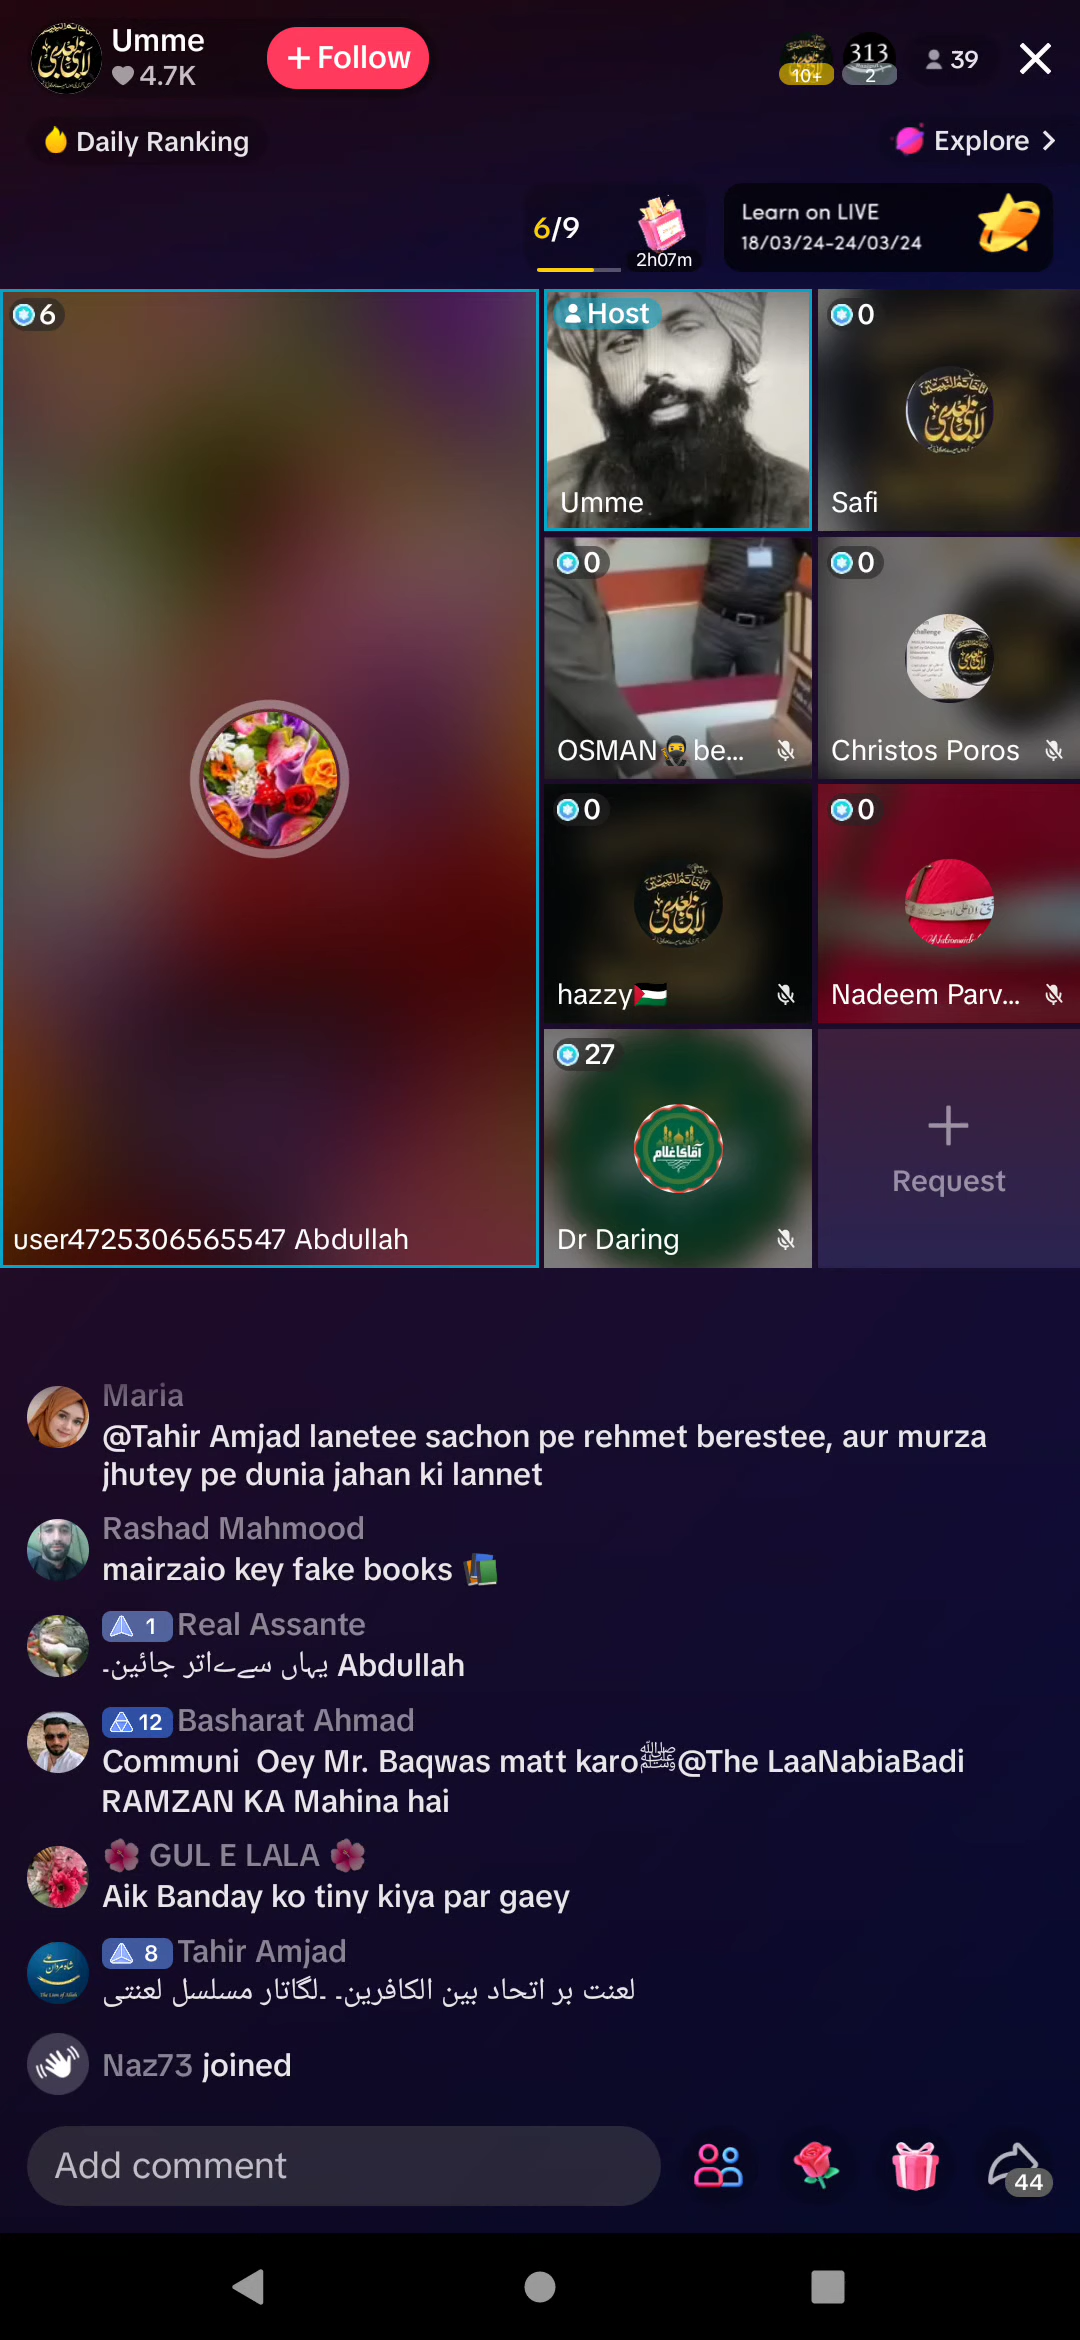 Umme
4.7K
+ Follow
10+
313
2
39
Daily Ranking
Explore
6/9
2h07m
Learn on LIVE
18/03/24-24/03/24
6
Host
Umme
0
Safi
0
OSMAN🥷be...
0
Christos Poros
0
hazzy🇵🇸
0
Nadeem Parv...
27
آقا کا غلام
Dr Daring
Request
user4725306565547 Abdullah
Maria
@Tahir Amjad lanetee sachon pe rehmet berestee, aur murza
jhutey pe dunia jahan ki lannet
Rashad Mahmood
mairzaio key fake books 📚
1 Real Assante
یہاں سےےاتر جائین۔ Abdullah
12 Basharat Ahmad
Communi Oey Mr. Baqwas matt karoﷺ@The LaaNabiaBadi
RAMZAN KA Mahina hai
🌺 GUL E LALA 🌺
Aik Banday ko tiny kiya par gaey
8 Tahir Amjad
لعنت بر اتحاد بین الکافرین۔ ۔لگاتار مسلسل لعنتی
Naz73 joined
Add comment
44